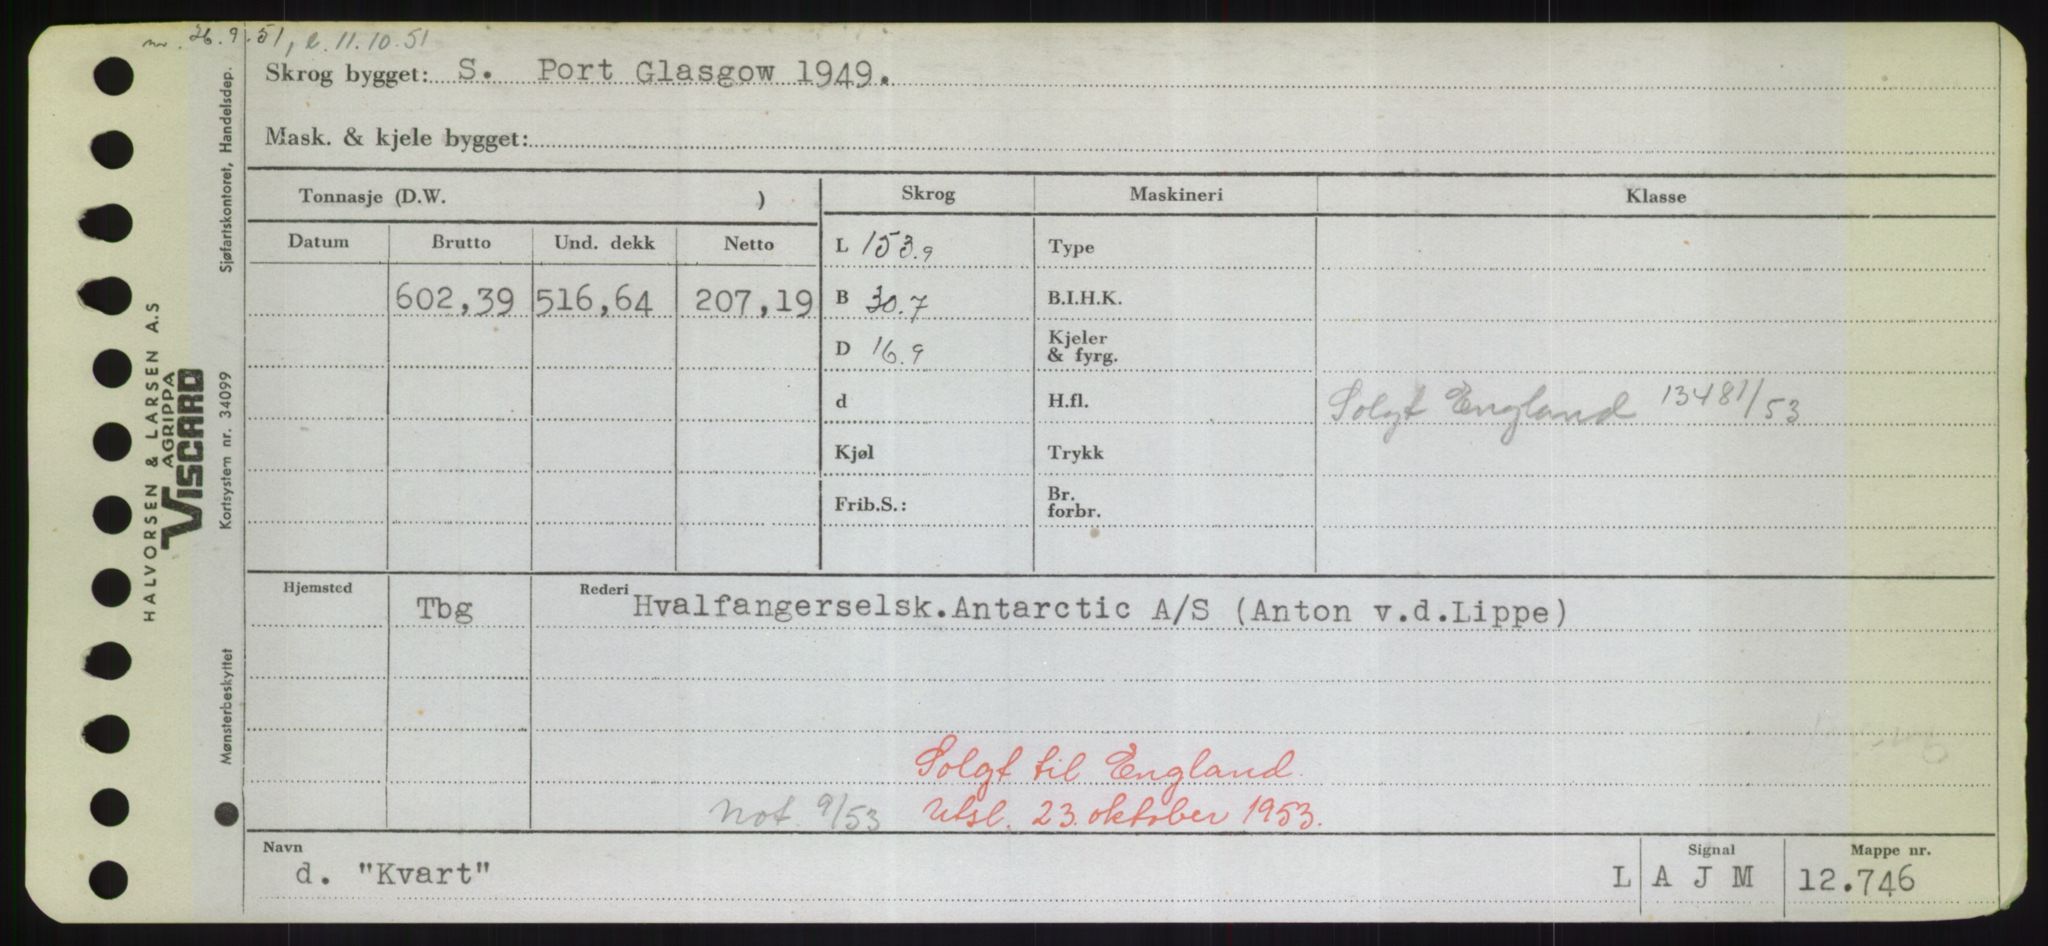 26.9.51, 11.10.51
Skrog bygget: S. Port Glasgow 1949.
Mask. & kjele bygget:
Tonnasje (D.W. )
Skrog
Maskineri
Klasse
Datum
Brutto
Und. dekk
Netto
L 153.9
Type
602,39
516,64
207,19
B 30.7
B.I.H.K.
D 16.9
Kjeler
& fyrg.
d
H.fl.
Solgt England 13481/53
Kjøl
Trykk
Frib.S.:
Br.
forbr.
Hjemsted
Tbg
Rederi
Hvalfangerselsk.Antarctic A/S (Anton v.d.Lippe)
Solgt til England
not. 9/53 Utsl. 23. oktober 1953.
Navn
d. "Kvart"
Signal
L A J M
Mappe nr.
12.746
HALVORSEN & LARSEN A.S
AGRIPPA
VISCARD
Mønsterbeskyttet Kortsystem nr. 34099 Sjøfartskontoret, Handelsdep.